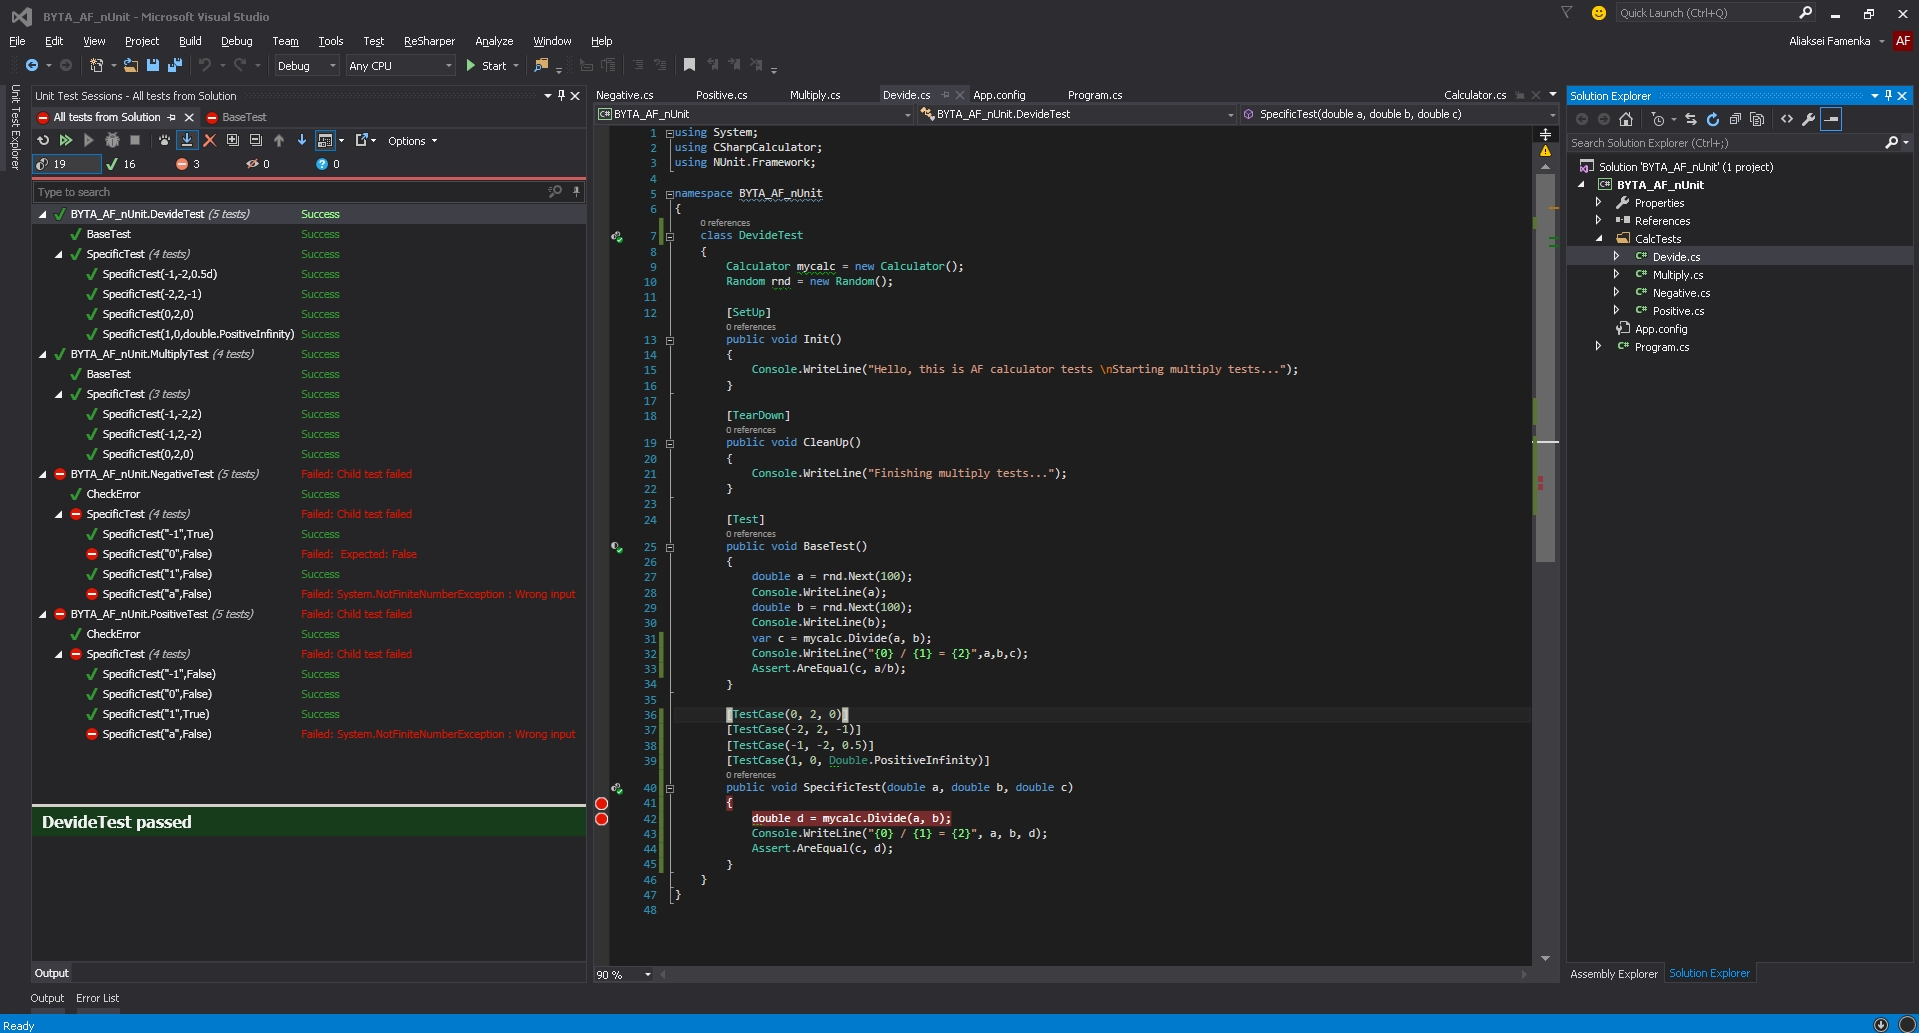 BYTA_AF_nUnit - Microsoft Visual Studio
Quick Launch (Ctrl+Q)
File Edit View Project Build Debug Team Tools Test ReSharper Analyze Window Help
Aliaksei Famenka AF
Debug Any CPU Start
Unit Test Explorer
Unit Test Sessions - All tests from Solution
All tests from Solution BaseTest
Options
19 16 3 0 0
Type to search
BYTA_AF_nUnit.DevideTest (5 tests) Success
BaseTest Success
SpecificTest (4 tests) Success
SpecificTest(-1,-2,0.5d) Success
SpecificTest(-2,2,-1) Success
SpecificTest(0,2,0) Success
SpecificTest(1,0,double.PositiveInfinity) Success
BYTA_AF_nUnit.MultiplyTest (4 tests) Success
BaseTest Success
SpecificTest (3 tests) Success
SpecificTest(-1,-2,2) Success
SpecificTest(-1,2,-2) Success
SpecificTest(0,2,0) Success
BYTA_AF_nUnit.NegativeTest (5 tests) Failed: Child test failed
CheckError Success
SpecificTest (4 tests) Failed: Child test failed
SpecificTest("-1",True) Success
SpecificTest("0",False) Failed: Expected: False
SpecificTest("1",False) Success
SpecificTest("a",False) Failed: System.NotFiniteNumberException : Wrong input
BYTA_AF_nUnit.PositiveTest (5 tests) Failed: Child test failed
CheckError Success
SpecificTest (4 tests) Failed: Child test failed
SpecificTest("-1",False) Success
SpecificTest("0",False) Success
SpecificTest("1",True) Success
SpecificTest("a",False) Failed: System.NotFiniteNumberException : Wrong input
DevideTest passed
Output
Output Error List
Ready
Negative.cs Positive.cs Multiply.cs Devide.cs App.config Program.cs Calculator.cs
BYTA_AF_nUnit BYTA_AF_nUnit.DevideTest SpecificTest(double a, double b, double c)
1 using System;
2 using CSharpCalculator;
3 using NUnit.Framework;
4
5 namespace BYTA_AF_nUnit
6 {
0 references
7 class DevideTest
8 {
9 Calculator mycalc = new Calculator();
10 Random rnd = new Random();
11
12 [SetUp]
0 references
13 public void Init()
14 {
15 Console.WriteLine("Hello, this is AF calculator tests \nStarting multiply tests...");
16 }
17
18 [TearDown]
0 references
19 public void CleanUp()
20 {
21 Console.WriteLine("Finishing multiply tests...");
22 }
23
24 [Test]
0 references
25 public void BaseTest()
26 {
27 double a = rnd.Next(100);
28 Console.WriteLine(a);
29 double b = rnd.Next(100);
30 Console.WriteLine(b);
31 var c = mycalc.Divide(a, b);
32 Console.WriteLine("{0} / {1} = {2}",a,b,c);
33 Assert.AreEqual(c, a/b);
34 }
35
36 [TestCase(0, 2, 0)]
37 [TestCase(-2, 2, -1)]
38 [TestCase(-1, -2, 0.5)]
39 [TestCase(1, 0, Double.PositiveInfinity)]
0 references
40 public void SpecificTest(double a, double b, double c)
41 {
42 double d = mycalc.Divide(a, b);
43 Console.WriteLine("{0} / {1} = {2}", a, b, d);
44 Assert.AreEqual(c, d);
45 }
46 }
47 }
48
90 %
Solution Explorer
Search Solution Explorer (Ctrl+;)
Solution 'BYTA_AF_nUnit' (1 project)
BYTA_AF_nUnit
Properties
References
CalcTests
Devide.cs
Multiply.cs
Negative.cs
Positive.cs
App.config
Program.cs
Assembly Explorer Solution Explorer